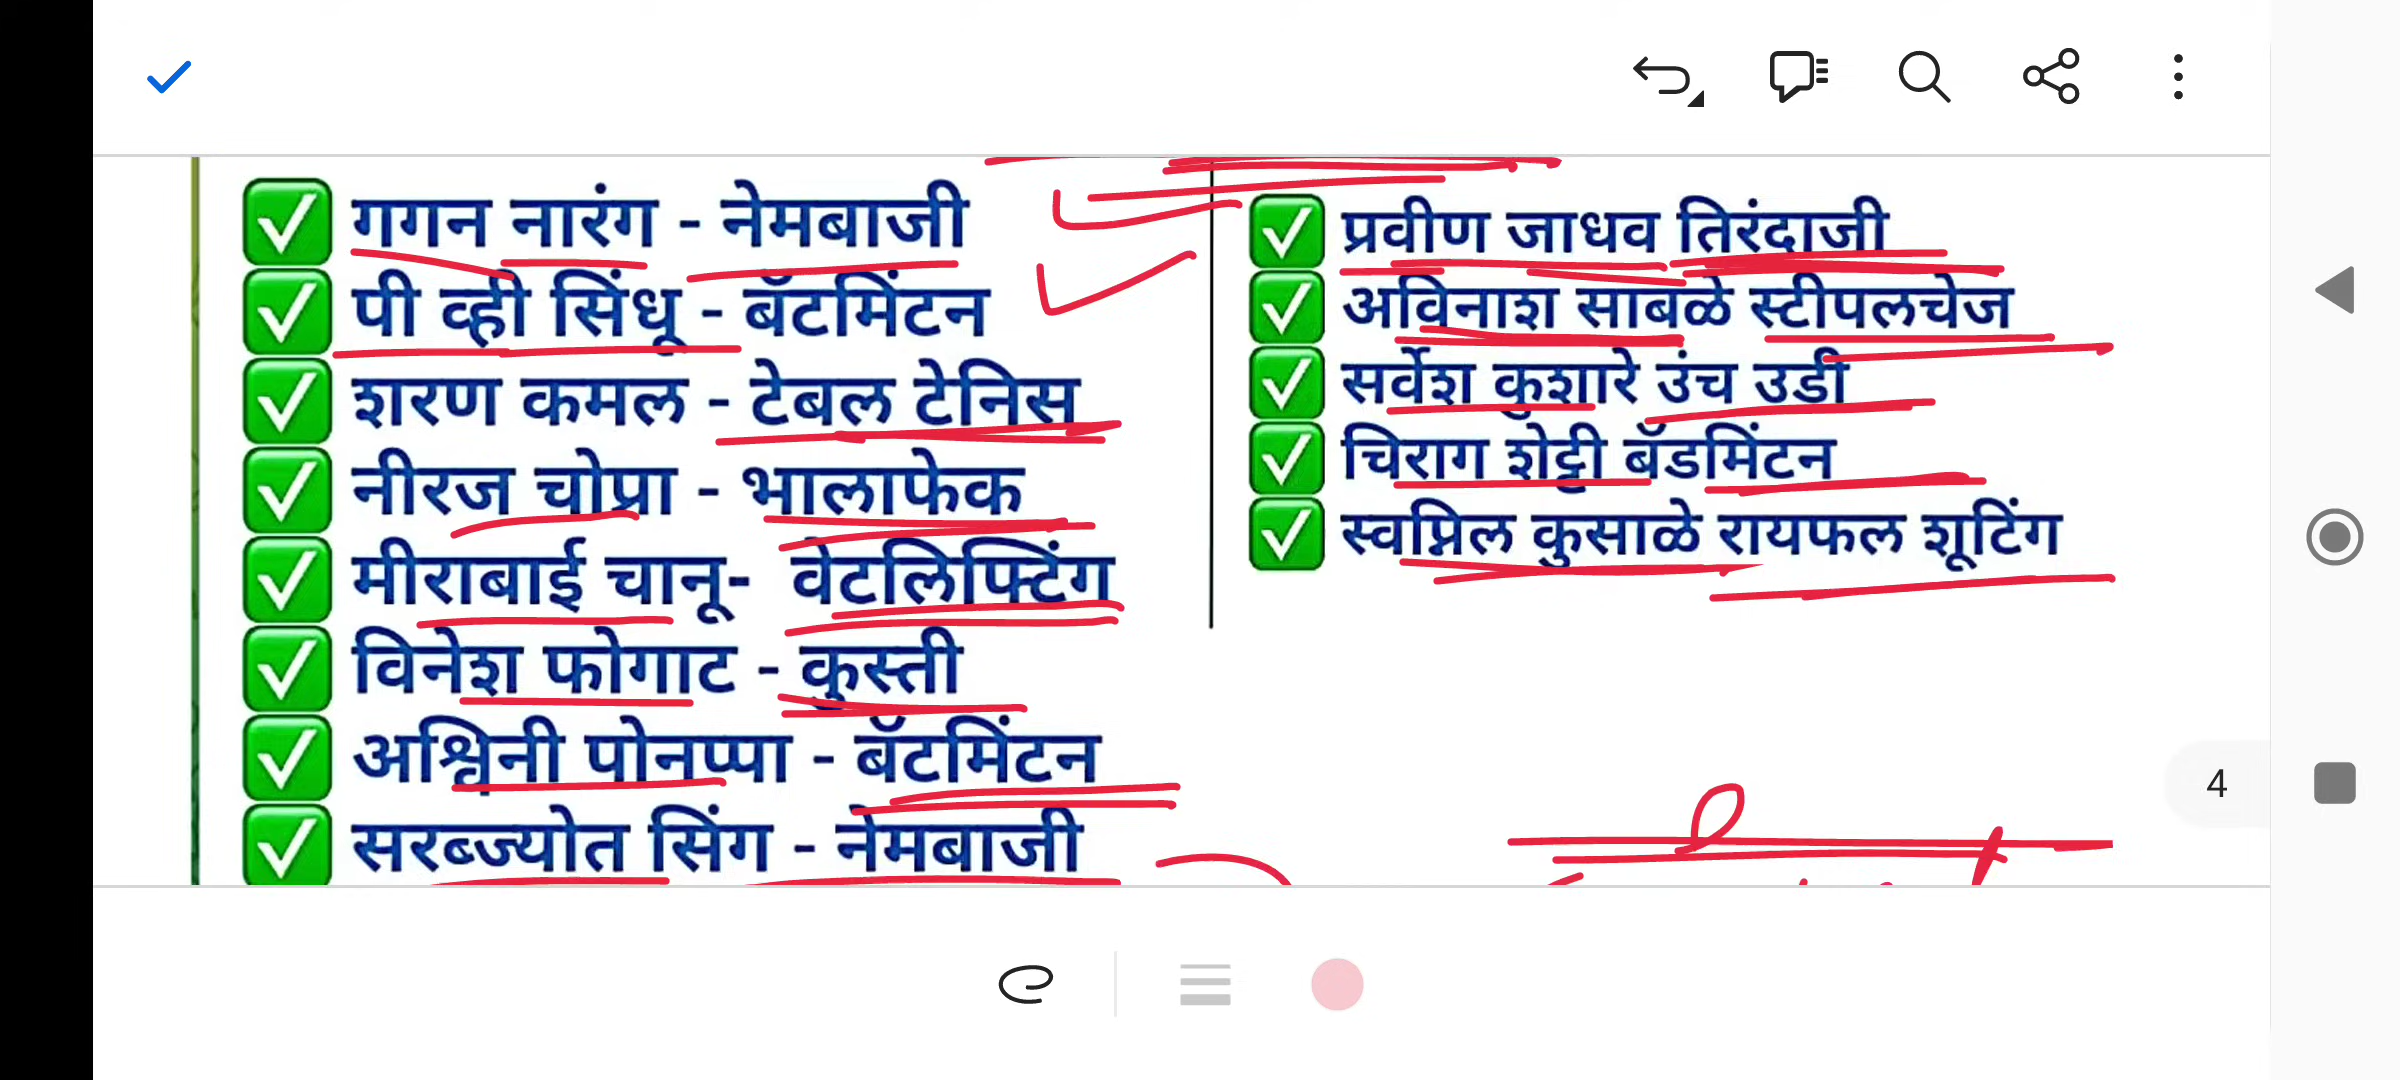 गगन नारंग - नेमबाजी
पी व्ही सिंधू - बॅटमिंटन
शरण कमल - टेबल टेनिस
नीरज चोप्रा - भालाफेक
मीराबाई चानू- वेटलिफ्टिंग
विनेश फोगाट - कुस्ती
अश्विनी पोनप्पा - बॅटमिंटन
सरब्ज्योत सिंग - नेमबाजी
प्रवीण जाधव तिरंदाजी
अविनाश साबळे स्टीपलचेज
सर्वेश कुशारे उंच उडी
चिराग शेट्टी बॅडमिंटन
स्वप्निल कुसाळे रायफल शूटिंग
4